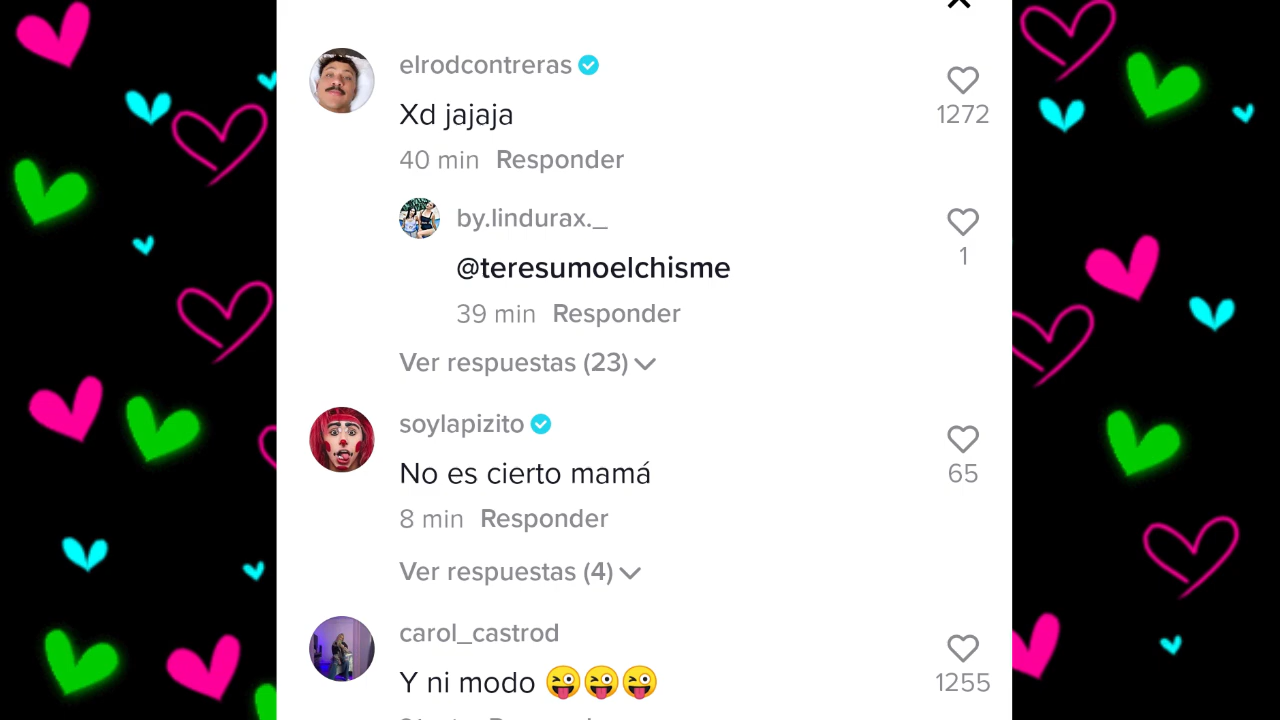 elrodcontreras
Xd jajaja
1272
40 min Responder
by.lindurax._
@teresumoelchisme
1
39 min Responder
Ver respuestas (23)
soylapizito
No es cierto mamá
65
8 min Responder
Ver respuestas (4)
carol_castrod
Y ni modo 😜😜😜
1255